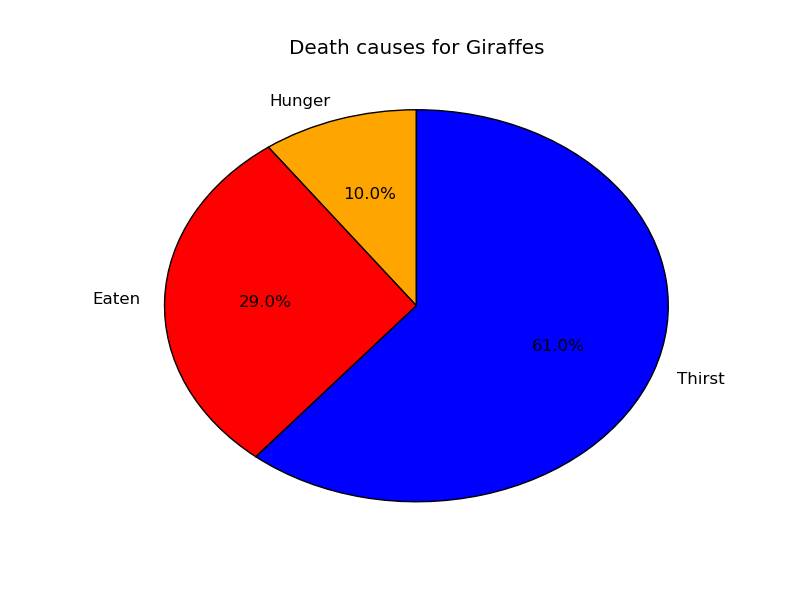 Death causes for Giraffes
Hunger
10.0%
Eaten
29.0%
61.0%
Thirst